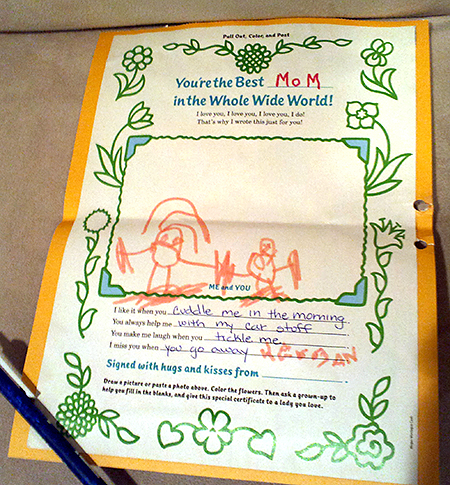 Pull Out, Color, and Post
You're the Best MoM
in the Whole Wide World!
I love you, I love you, I love you, I do!
That's why I wrote this just for you!
ME and YOU
I like it when you cuddle me in the morning
You always help me with my car stuff
You make me laugh when you tickle me.
I miss you when you go away
Signed with hugs and kisses from
Draw a picture or paste a photo above. Color the flowers. Then ask a grown-up to
help you fill in the blanks, and give this special certificate to a lady you love.